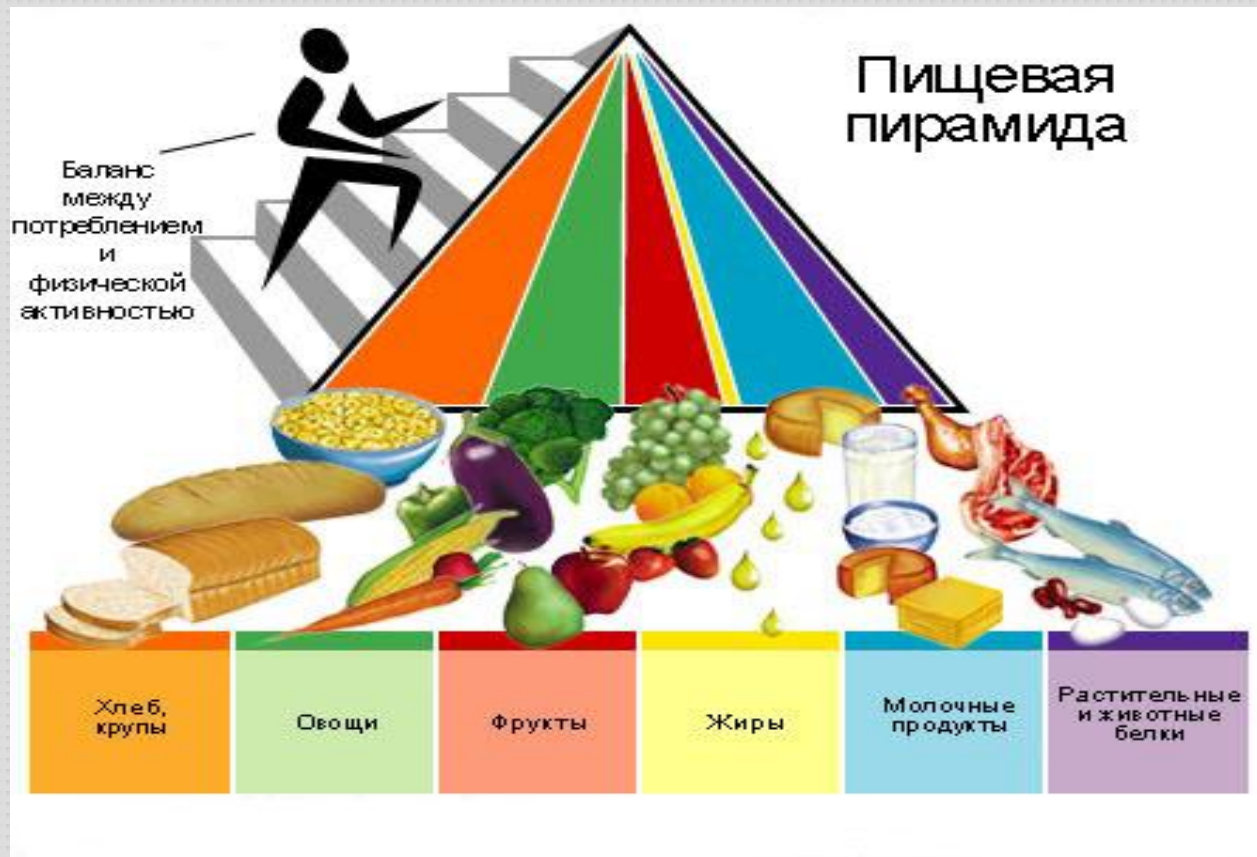 Пищевая
пирамида
Баланс
между
потреблением
и
физической
активностью
Хлеб,
крупы
Овощи
Фрукты
Жиры
Молочные
продукты
Растительные
и животные
белки